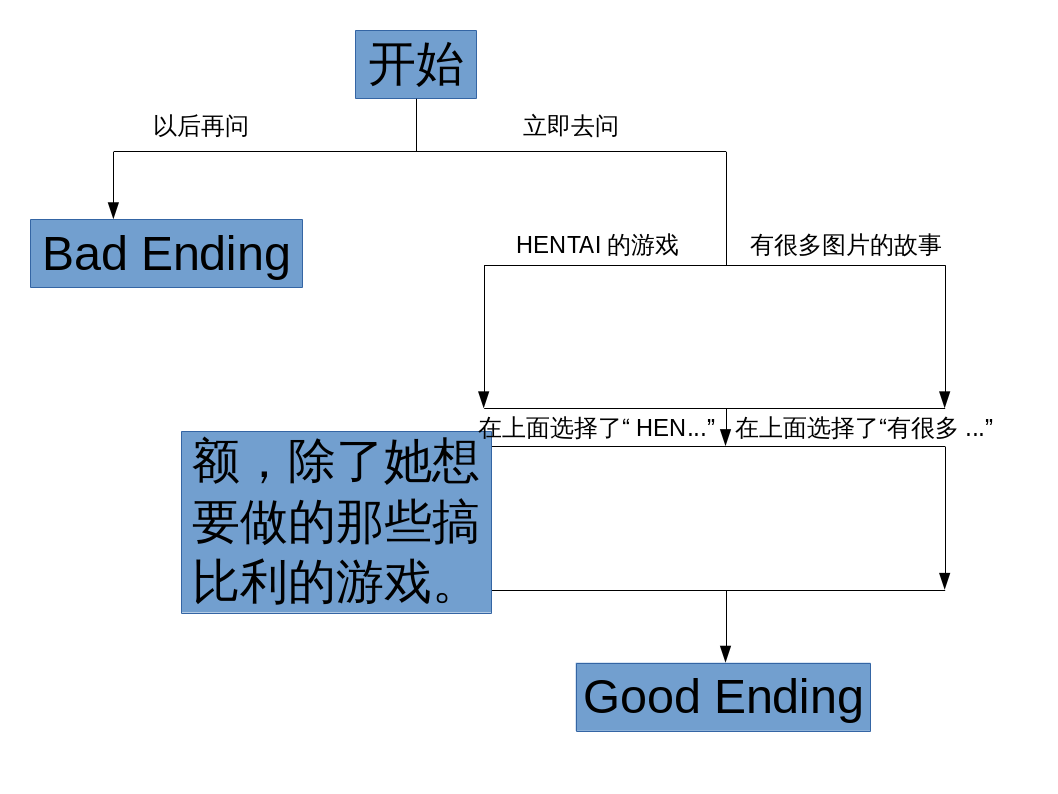 开始
以后再问
立即去问
Bad Ending
HENTAI 的游戏
有很多图片的故事
在上面选择了“ HEN...”
在上面选择了“有很多 ...”
额，除了她想
要做的那些搞
比利的游戏。
Good Ending